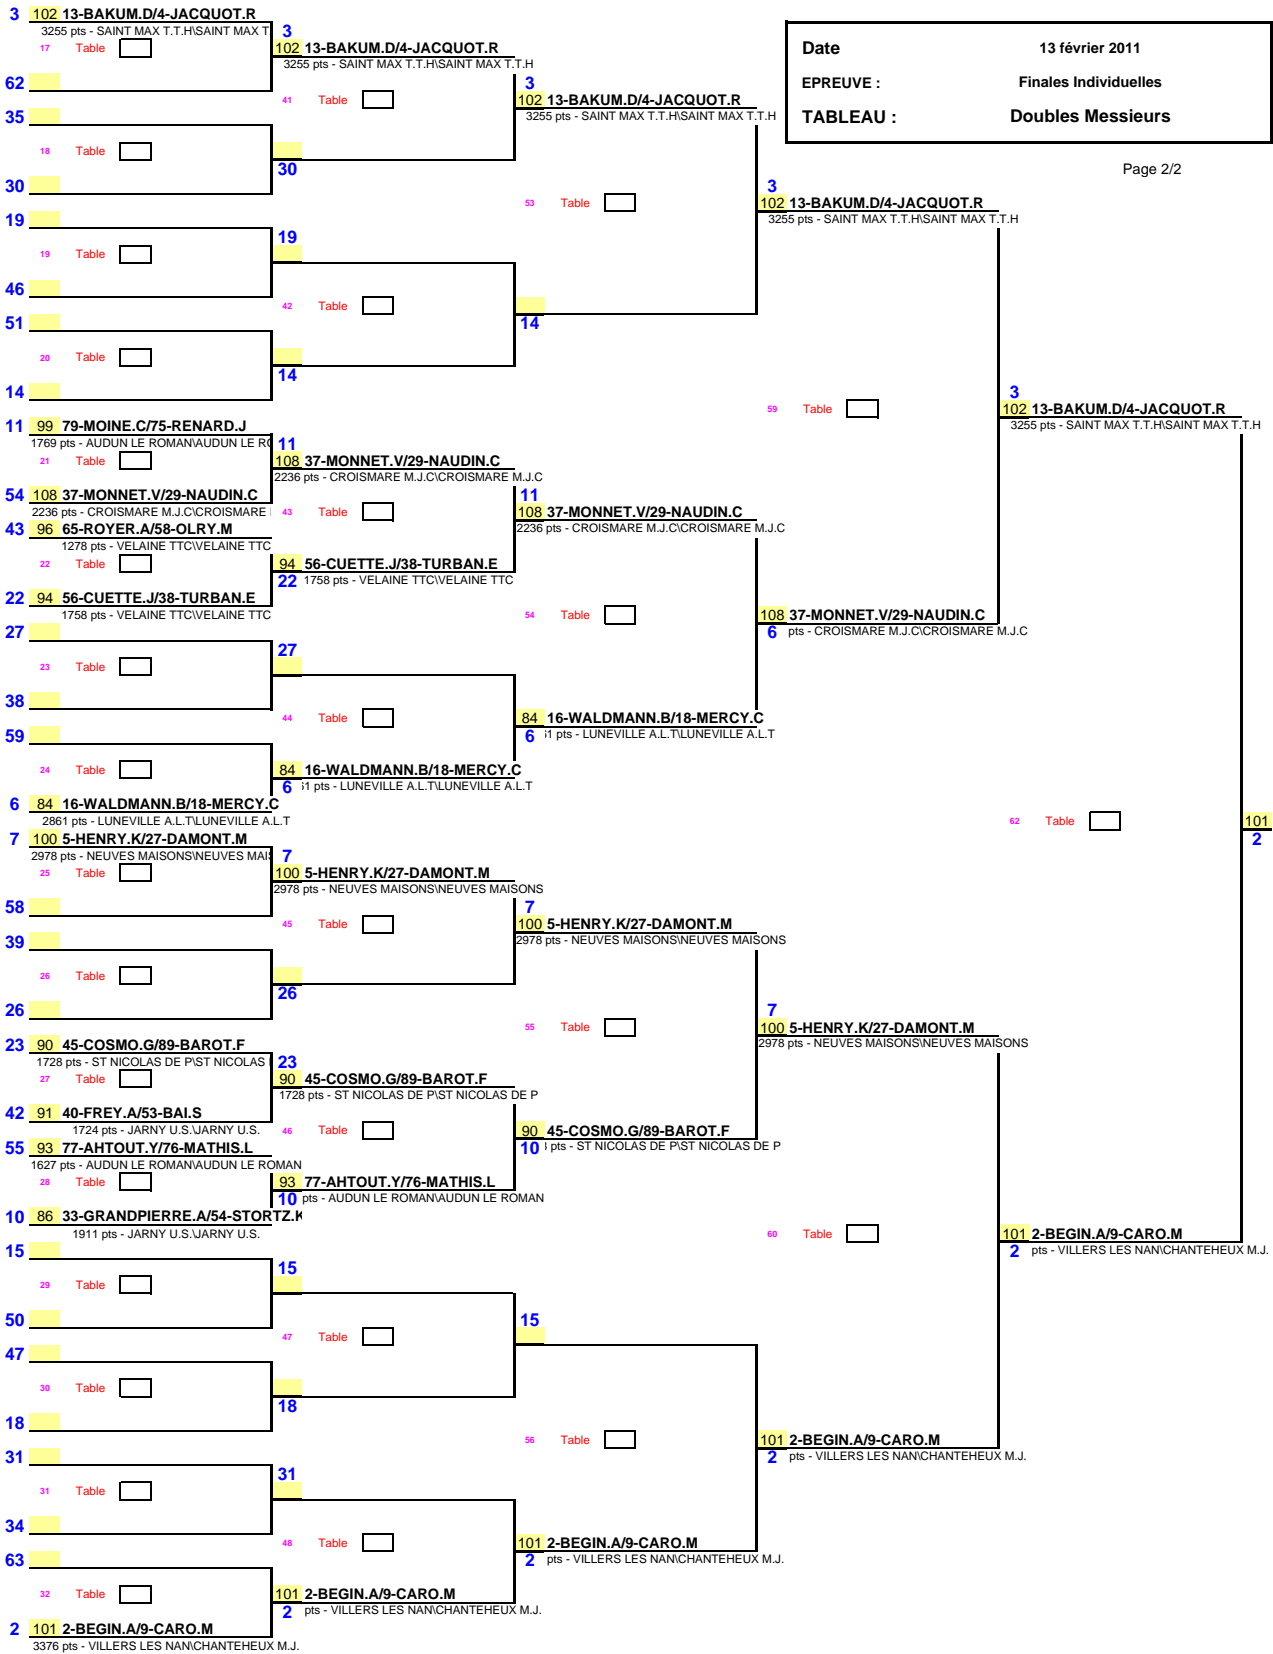 Date 13 février 2011
EPREUVE : Finales Individuelles
TABLEAU : Doubles Messieurs
Page 2/2
3 102 13-BAKUM.D/4-JACQUOT.R
3255 pts - SAINT MAX T.T.H\SAINT MAX T
17 Table
62
35
18 Table
30
19
19 Table
46
51
20 Table
14
11 99 79-MOINE.C/75-RENARD.J
1769 pts - AUDUN LE ROMAN\AUDUN LE RO
21 Table
54 108 37-MONNET.V/29-NAUDIN.C
2236 pts - CROISMARE M.J.C\CROISMARE
43 96 65-ROYER.A/58-OLRY.M
1278 pts - VELAINE TTC\VELAINE TTC
22 Table
22 94 56-CUETTE.J/38-TURBAN.E
1758 pts - VELAINE TTC\VELAINE TTC
27
23 Table
38
59
24 Table
6 84 16-WALDMANN.B/18-MERCY.C
2861 pts - LUNEVILLE A.L.T\LUNEVILLE A.L.T
7 100 5-HENRY.K/27-DAMONT.M
2978 pts - NEUVES MAISONS\NEUVES MAIS
25 Table
58
39
26 Table
26
23 90 45-COSMO.G/89-BAROT.F
1728 pts - ST NICOLAS DE P\ST NICOLAS
27 Table
42 91 40-FREY.A/53-BAI.S
1724 pts - JARNY U.S.\JARNY U.S.
55 93 77-AHTOUT.Y/76-MATHIS.L
1627 pts - AUDUN LE ROMAN\AUDUN LE ROMAN
28 Table
10 86 33-GRANDPIERRE.A/54-STORTZ.K
1911 pts - JARNY U.S.\JARNY U.S.
15
29 Table
50
47
30 Table
18
31
31 Table
34
63
32 Table
2 101 2-BEGIN.A/9-CARO.M
3376 pts - VILLERS LES NAN\CHANTEHEUX M.J.
3
102 13-BAKUM.D/4-JACQUOT.R
3255 pts - SAINT MAX T.T.H\SAINT MAX T.T.H
41 Table
30
19
42 Table
14
11
108 37-MONNET.V/29-NAUDIN.C
2236 pts - CROISMARE M.J.C\CROISMARE M.J.C
43 Table
94 56-CUETTE.J/38-TURBAN.E
22 1758 pts - VELAINE TTC\VELAINE TTC
27
44 Table
84 16-WALDMANN.B/18-MERCY.C
6 1 pts - LUNEVILLE A.L.T\LUNEVILLE A.L.T
7
100 5-HENRY.K/27-DAMONT.M
2978 pts - NEUVES MAISONS\NEUVES MAISONS
45 Table
26
23
90 45-COSMO.G/89-BAROT.F
1728 pts - ST NICOLAS DE P\ST NICOLAS DE P
46 Table
93 77-AHTOUT.Y/76-MATHIS.L
10 pts - AUDUN LE ROMAN\AUDUN LE ROMAN
15
47 Table
18
31
48 Table
101 2-BEGIN.A/9-CARO.M
2 pts - VILLERS LES NAN\CHANTEHEUX M.J.
3
102 13-BAKUM.D/4-JACQUOT.R
3255 pts - SAINT MAX T.T.H\SAINT MAX T.T.H
53 Table
14
11
108 37-MONNET.V/29-NAUDIN.C
2236 pts - CROISMARE M.J.C\CROISMARE M.J.C
54 Table
84 16-WALDMANN.B/18-MERCY.C
6 1 pts - LUNEVILLE A.L.T\LUNEVILLE A.L.T
7
100 5-HENRY.K/27-DAMONT.M
2978 pts - NEUVES MAISONS\NEUVES MAISONS
55 Table
90 45-COSMO.G/89-BAROT.F
10 pts - ST NICOLAS DE P\ST NICOLAS DE P
15
56 Table
101 2-BEGIN.A/9-CARO.M
2 pts - VILLERS LES NAN\CHANTEHEUX M.J.
3
102 13-BAKUM.D/4-JACQUOT.R
3255 pts - SAINT MAX T.T.H\SAINT MAX T.T.H
59 Table
108 37-MONNET.V/29-NAUDIN.C
6 pts - CROISMARE M.J.C\CROISMARE M.J.C
7
100 5-HENRY.K/27-DAMONT.M
2978 pts - NEUVES MAISONS\NEUVES MAISONS
60 Table
101 2-BEGIN.A/9-CARO.M
2 pts - VILLERS LES NAN\CHANTEHEUX M.J.
3
102 13-BAKUM.D/4-JACQUOT.R
3255 pts - SAINT MAX T.T.H\SAINT MAX T.T.H
62 Table
101 2-BEGIN.A/9-CARO.M
2 pts - VILLERS LES NAN\CHANTEHEUX M.J.
101
2